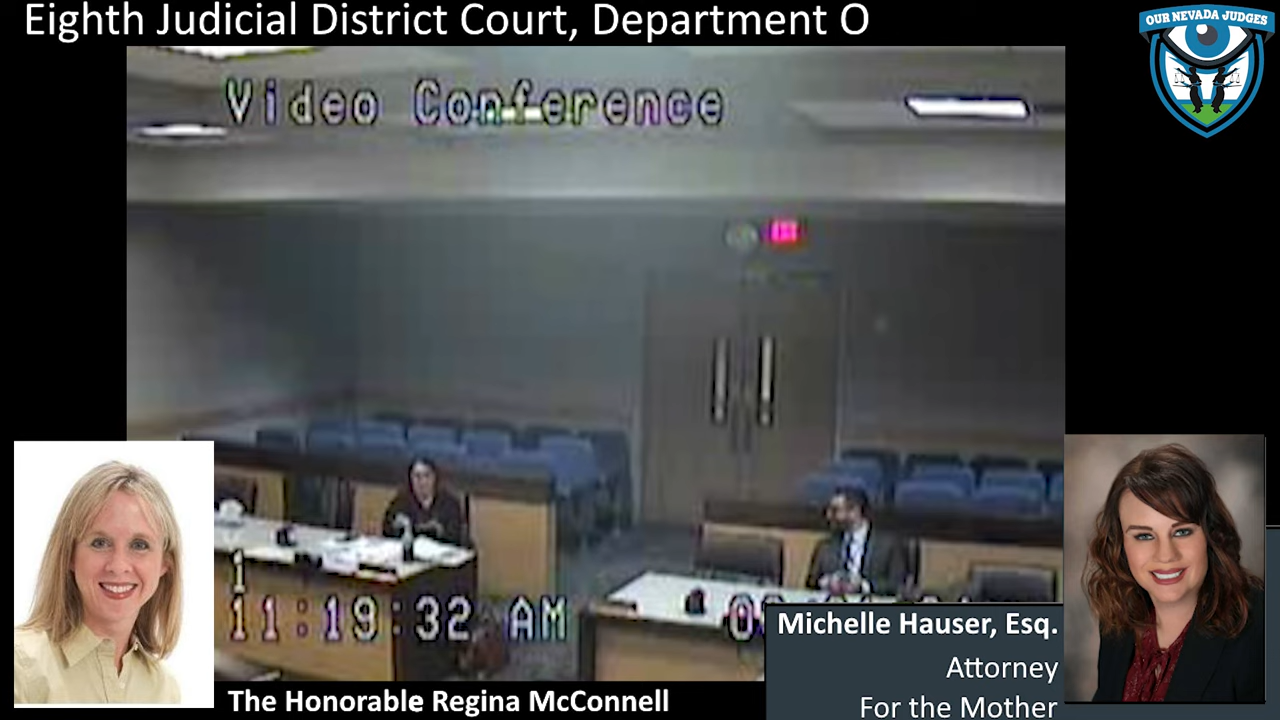 Eighth Judicial District Court, Department O
OUR NEVADA JUDGES
Video Conference
1
11:19:32 AM
Michelle Hauser, Esq.
Attorney
For the Mother
The Honorable Regina McConnell